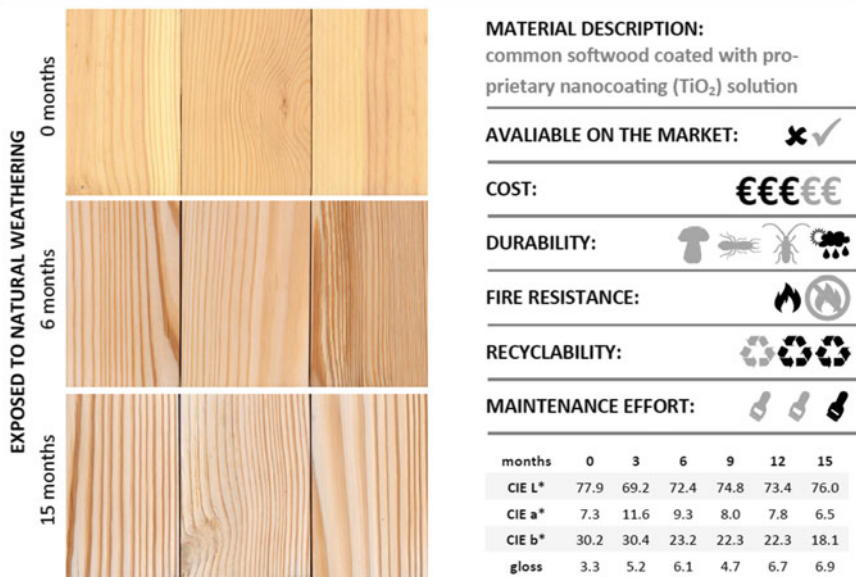 EXPOSED TO NATURAL WEATHERING
0 months
6 months
15 months
MATERIAL DESCRIPTION:
common softwood coated with pro-
prietary nanocoating (TiO₂) solution
AVALIABLE ON THE MARKET:
COST: €€€€€
DURABILITY:
FIRE RESISTANCE:
RECYCLABILITY:
MAINTENANCE EFFORT:
months 0 3 6 9 12 15
CIE L* 77.9 69.2 72.4 74.8 73.4 76.0
CIE a* 7.3 11.6 9.3 8.0 7.8 6.5
CIE b* 30.2 30.4 23.2 22.3 22.3 18.1
gloss 3.3 5.2 6.1 4.7 6.7 6.9